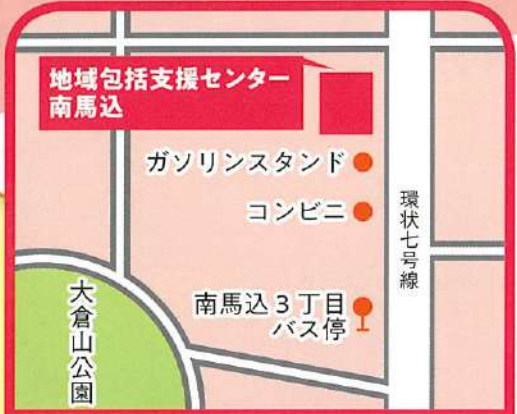 地域包括支援センター
南馬込
ガソリンスタンド
コンビニ
環状七号線
南馬込3丁目
バス停
大倉山公園